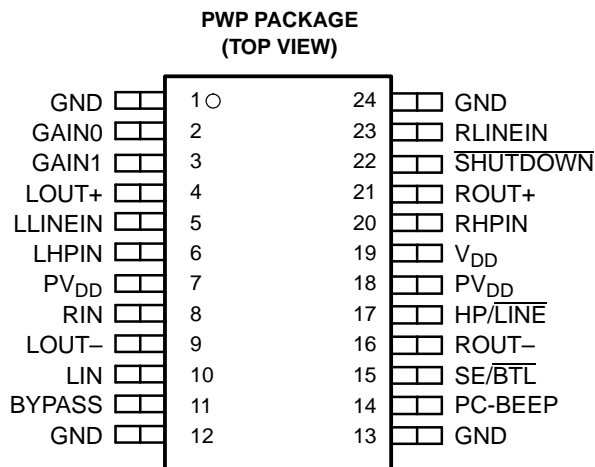 PWP PACKAGE
(TOP VIEW)
GND 1 24 GND
GAIN0 2 23 RLINEIN
GAIN1 3 22 SHUTDOWN
LOUT+ 4 21 ROUT+
LLINEIN 5 20 RHPIN
LHPIN 6 19 VDD
PVDD 7 18 PVDD
RIN 8 17 HP/LINE
LOUT– 9 16 ROUT–
LIN 10 15 SE/BTL
BYPASS 11 14 PC-BEEP
GND 12 13 GND